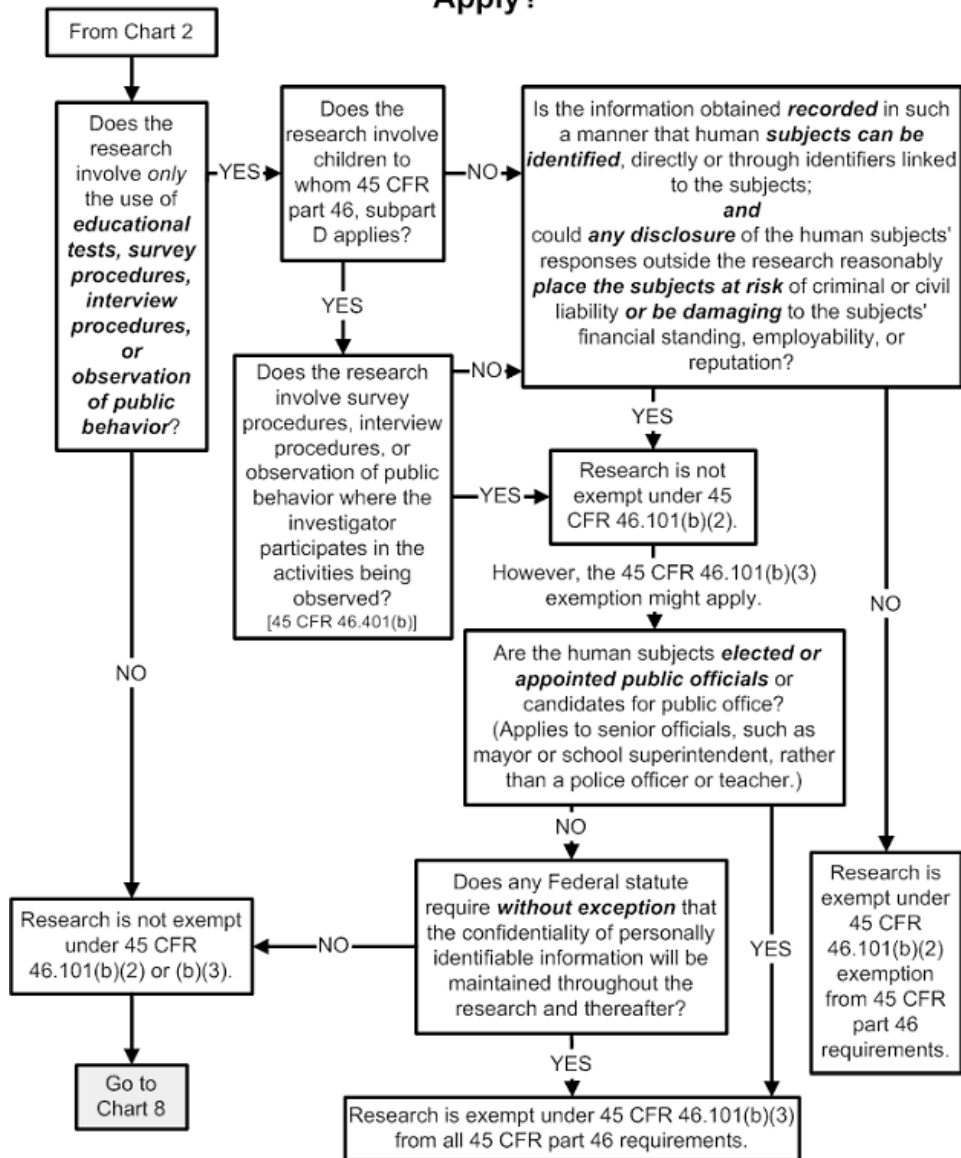 Apply?
From Chart 2
Does the
research
involve only
the use of
educational
tests, survey
procedures,
interview
procedures,
or
observation
of public
behavior?
YES
Does the
research involve
children to
whom 45 CFR
part 46, subpart
D applies?
NO
Is the information obtained recorded in such
a manner that human subjects can be
identified, directly or through identifiers linked
to the subjects;
and
could any disclosure of the human subjects'
responses outside the research reasonably
place the subjects at risk of criminal or civil
liability or be damaging to the subjects'
financial standing, employability, or
reputation?
YES
Does the research
involve survey
procedures, interview
procedures, or
observation of public
behavior where the
investigator
participates in the
activities being
observed?
[45 CFR 46.401(b)]
NO
YES
YES
Research is not
exempt under 45
CFR 46.101(b)(2).
However, the 45 CFR 46.101(b)(3)
exemption might apply.
NO
Are the human subjects elected or
appointed public officials or
candidates for public office?
(Applies to senior officials, such as
mayor or school superintendent, rather
than a police officer or teacher.)
NO
NO
YES
Does any Federal statute
require without exception that
the confidentiality of personally
identifiable information will be
maintained throughout the
research and thereafter?
NO
Research is not exempt
under 45 CFR
46.101(b)(2) or (b)(3).
Research is
exempt under
45 CFR
46.101(b)(2)
exemption
from 45 CFR
part 46
requirements.
YES
Go to
Chart 8
Research is exempt under 45 CFR 46.101(b)(3)
from all 45 CFR part 46 requirements.